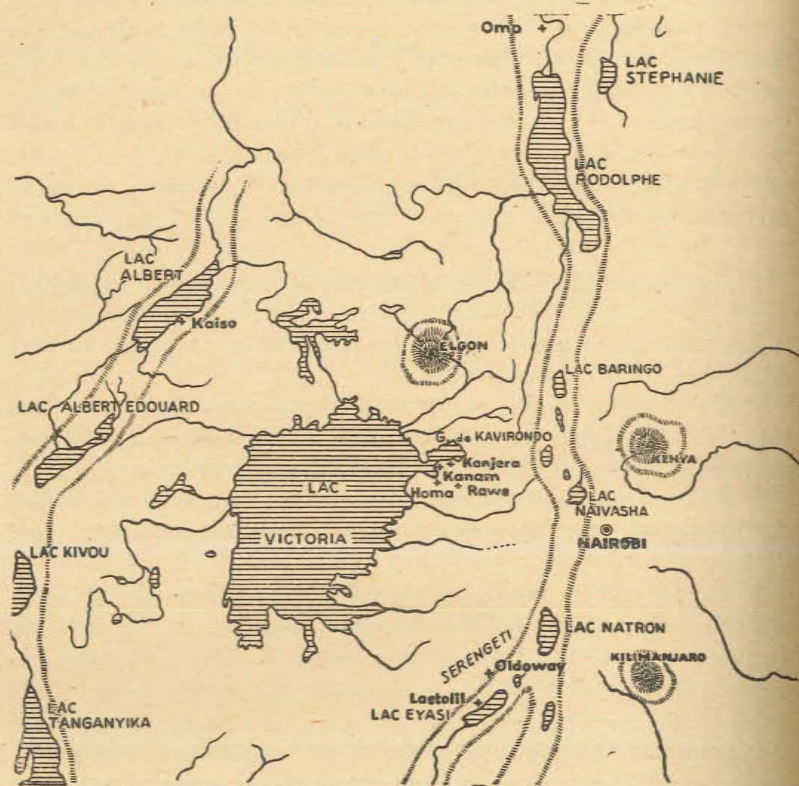 Omo
LAC
STEPHANIE
LAC
RODOLPHE
LAC
ALBERT
Kaiso
ELGON
LAC BARINGO
LAC ALBERT EDOUARD
G. de KAVIRONDO
Kanjera
Kanam
Homa
Rawe
KENYA
LAC
LAC
NAIVASHA
VICTORIA
NAIROBI
LAC KIVOU
LAC NATRON
SERENGETI
Oldoway
KILIMANJARO
Laetolil
LAC EYASI
LAC
TANGANYIKA